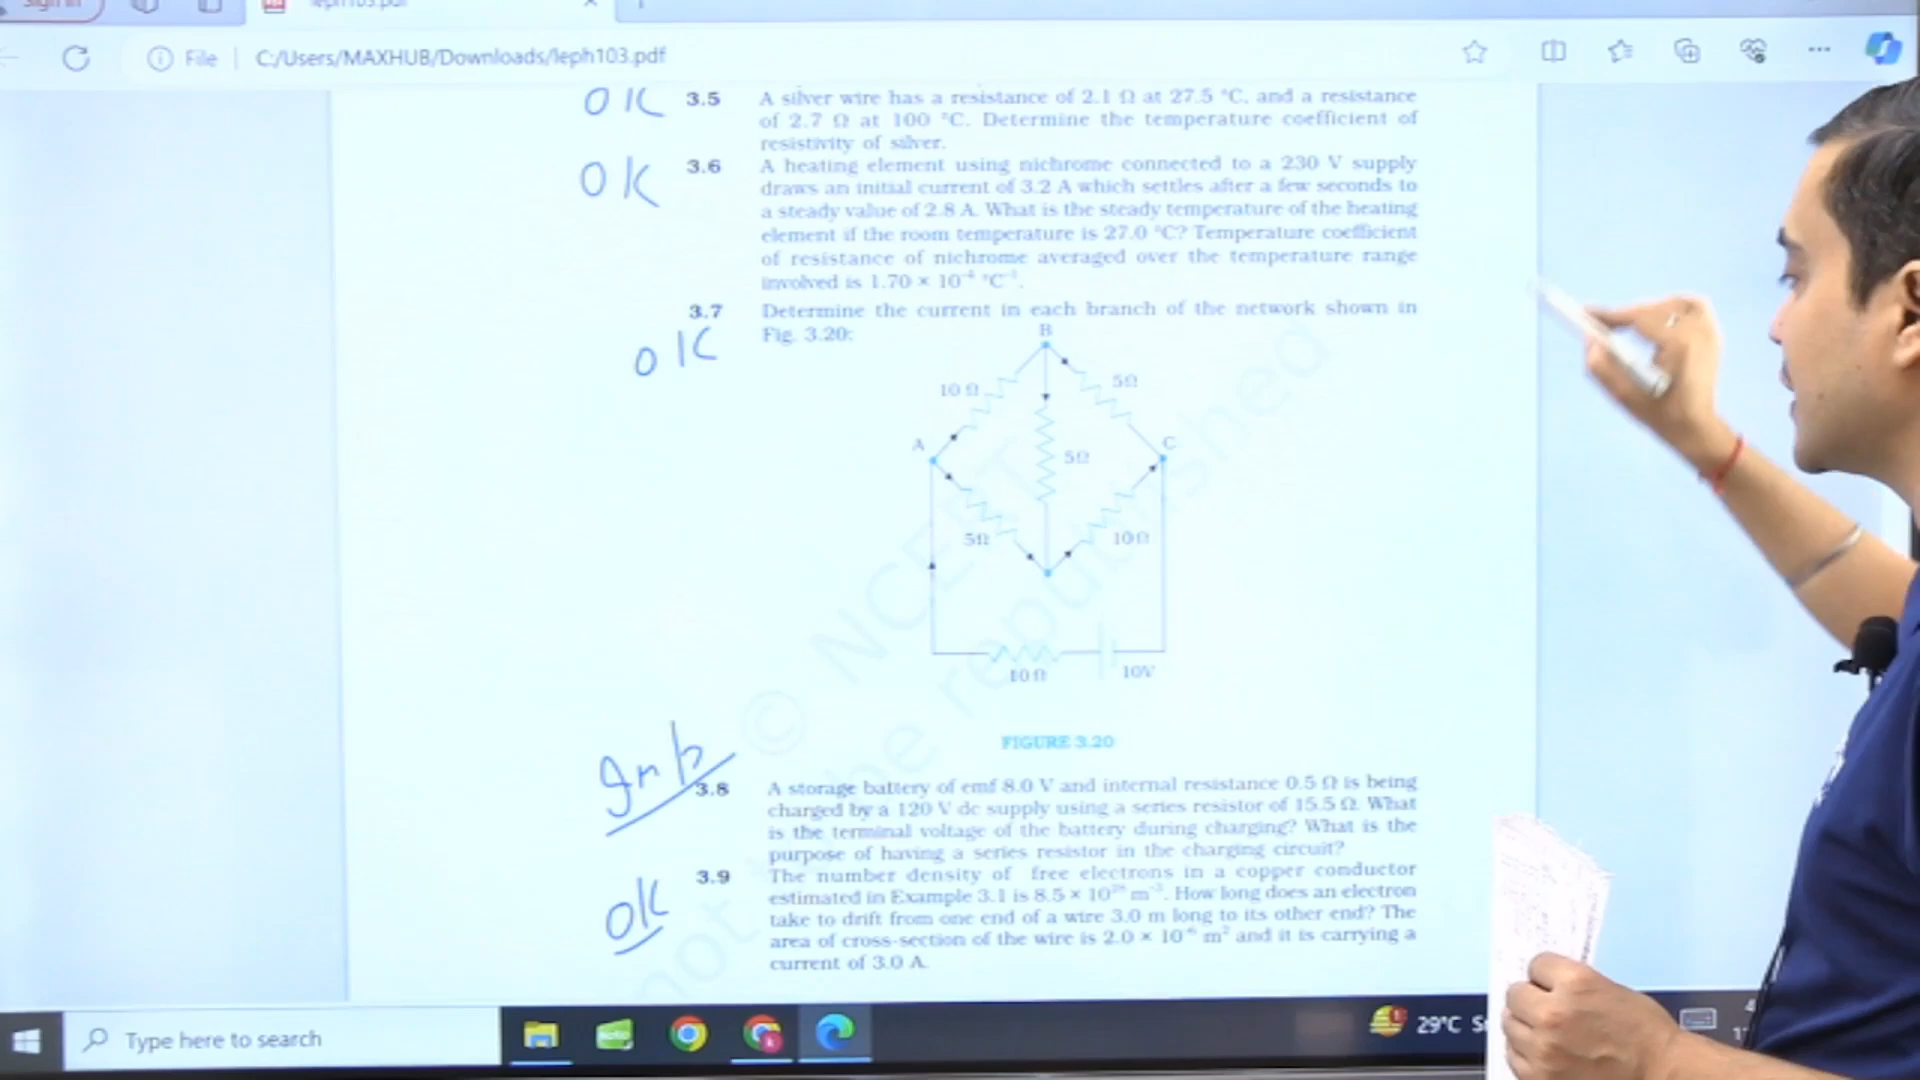 Sign in
leph103.pdf
File
C:/Users/MAXHUB/Downloads/leph103.pdf
OK 3.5 A silver wire has a resistance of 2.1 Ω at 27.5 °C, and a resistance
of 2.7 Ω at 100 °C. Determine the temperature coefficient of
resistivity of silver.
OK 3.6 A heating element using nichrome connected to a 230 V supply
draws an initial current of 3.2 A which settles after a few seconds to
a steady value of 2.8 A. What is the steady temperature of the heating
element if the room temperature is 27.0 °C? Temperature coefficient
of resistance of nichrome averaged over the temperature range
involved is 1.70 × 10⁻⁴ °C⁻¹.
3.7 Determine the current in each branch of the network shown in
OK Fig. 3.20:
B
10 Ω
5Ω
A
C
5Ω
5Ω
10Ω
10Ω
10V
© NCERT
not be republished
FIGURE 3.20
Imp
3.8 A storage battery of emf 8.0 V and internal resistance 0.5 Ω is being
charged by a 120 V dc supply using a series resistor of 15.5 Ω. What
is the terminal voltage of the battery during charging? What is the
purpose of having a series resistor in the charging circuit?
3.9 The number density of free electrons in a copper conductor
OK estimated in Example 3.1 is 8.5 × 10²⁸ m⁻³. How long does an electron
take to drift from one end of a wire 3.0 m long to its other end? The
area of cross-section of the wire is 2.0 × 10⁻⁶ m² and it is carrying a
current of 3.0 A.
Type here to search
29°C